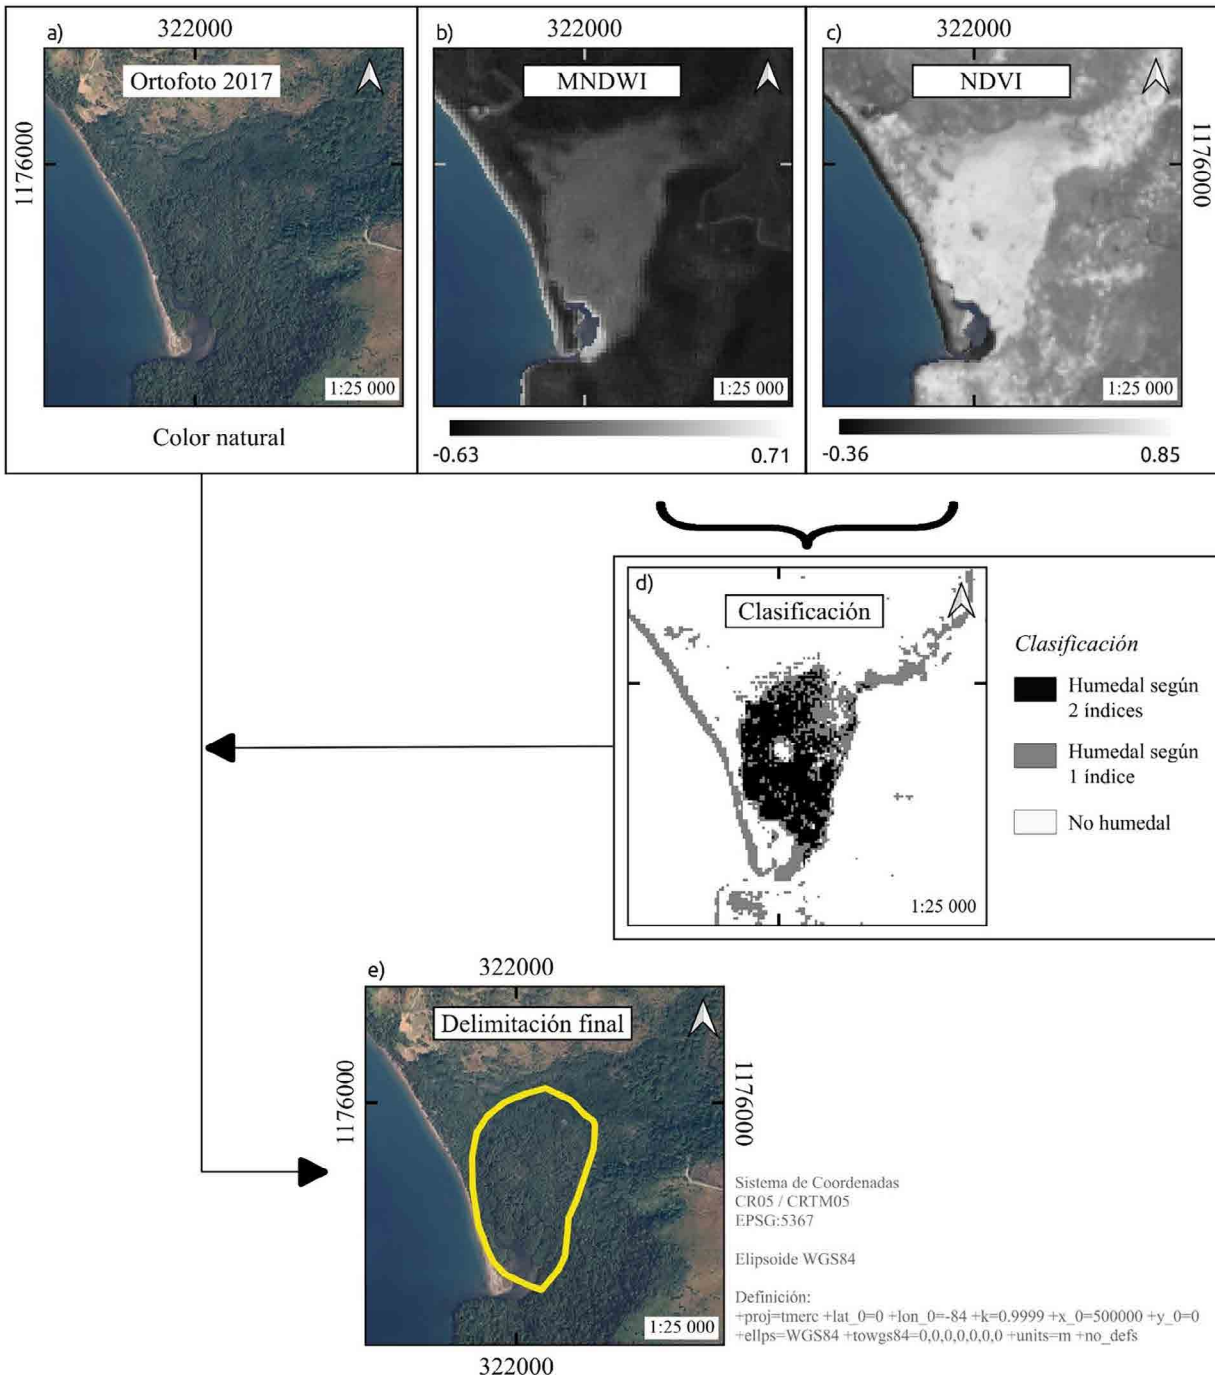 a)
322000
b)
322000
c)
322000
Ortofoto 2017
MNDWI
NDVI
1176000
1176000
1:25 000
1:25 000
1:25 000
Color natural
-0.63
0.71
-0.36
0.85
d)
Clasificación
1:25 000
Clasificación
Humedal según
2 índices
Humedal según
1 índice
No humedal
e)
322000
Delimitación final
1176000
1176000
1:25 000
322000
Sistema de Coordenadas
CR05 / CRTM05
EPSG:5367
Elipsoide WGS84
Definición:
+proj=tmerc +lat_0=0 +lon_0=-84 +k=0.9999 +x_0=500000 +y_0=0
+ellps=WGS84 +towgs84=0,0,0,0,0,0,0 +units=m +no_defs